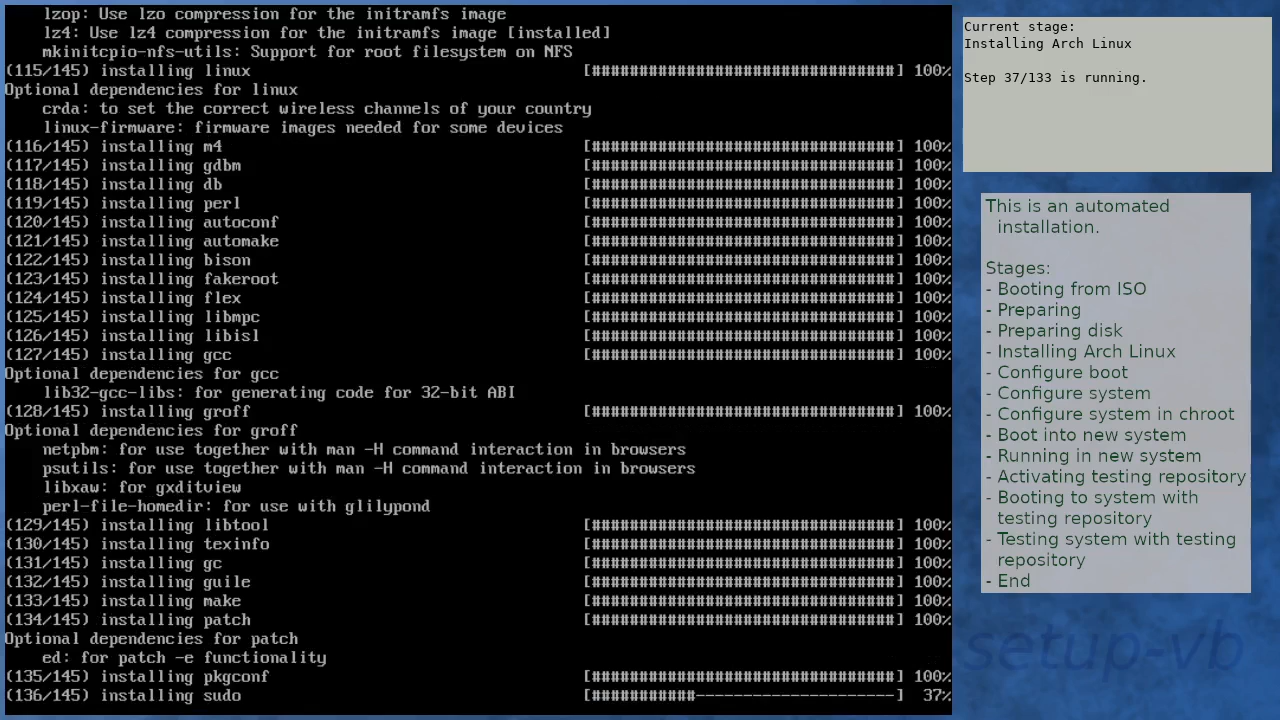 lzop: Use lzo compression for the initramfs image
lz4: Use lz4 compression for the initramfs image [installed]
mkinitcpio-nfs-utils: Support for root filesystem on NFS
(115/145) installing linux [################################] 100%
Optional dependencies for linux
crda: to set the correct wireless channels of your country
linux-firmware: firmware images needed for some devices
(116/145) installing m4 [################################] 100%
(117/145) installing gdbm [################################] 100%
(118/145) installing db [################################] 100%
(119/145) installing perl [################################] 100%
(120/145) installing autoconf [################################] 100%
(121/145) installing automake [################################] 100%
(122/145) installing bison [################################] 100%
(123/145) installing fakeroot [################################] 100%
(124/145) installing flex [################################] 100%
(125/145) installing libmpc [################################] 100%
(126/145) installing libisl [################################] 100%
(127/145) installing gcc [################################] 100%
Optional dependencies for gcc
lib32-gcc-libs: for generating code for 32-bit ABI
(128/145) installing groff [################################] 100%
Optional dependencies for groff
netpbm: for use together with man -H command interaction in browsers
psutils: for use together with man -H command interaction in browsers
libxaw: for gxditview
perl-file-homedir: for use with glilypond
(129/145) installing libtool [################################] 100%
(130/145) installing texinfo [################################] 100%
(131/145) installing gc [################################] 100%
(132/145) installing guile [################################] 100%
(133/145) installing make [################################] 100%
(134/145) installing patch [################################] 100%
Optional dependencies for patch
ed: for patch -e functionality
(135/145) installing pkgconf [################################] 100%
(136/145) installing sudo [###########---------------------] 37%
Current stage:
Installing Arch Linux
Step 37/133 is running.
This is an automated
installation.
Stages:
- Booting from ISO
- Preparing
- Preparing disk
- Installing Arch Linux
- Configure boot
- Configure system
- Configure system in chroot
- Boot into new system
- Running in new system
- Activating testing repository
- Booting to system with
testing repository
- Testing system with testing
repository
- End
setup-vb